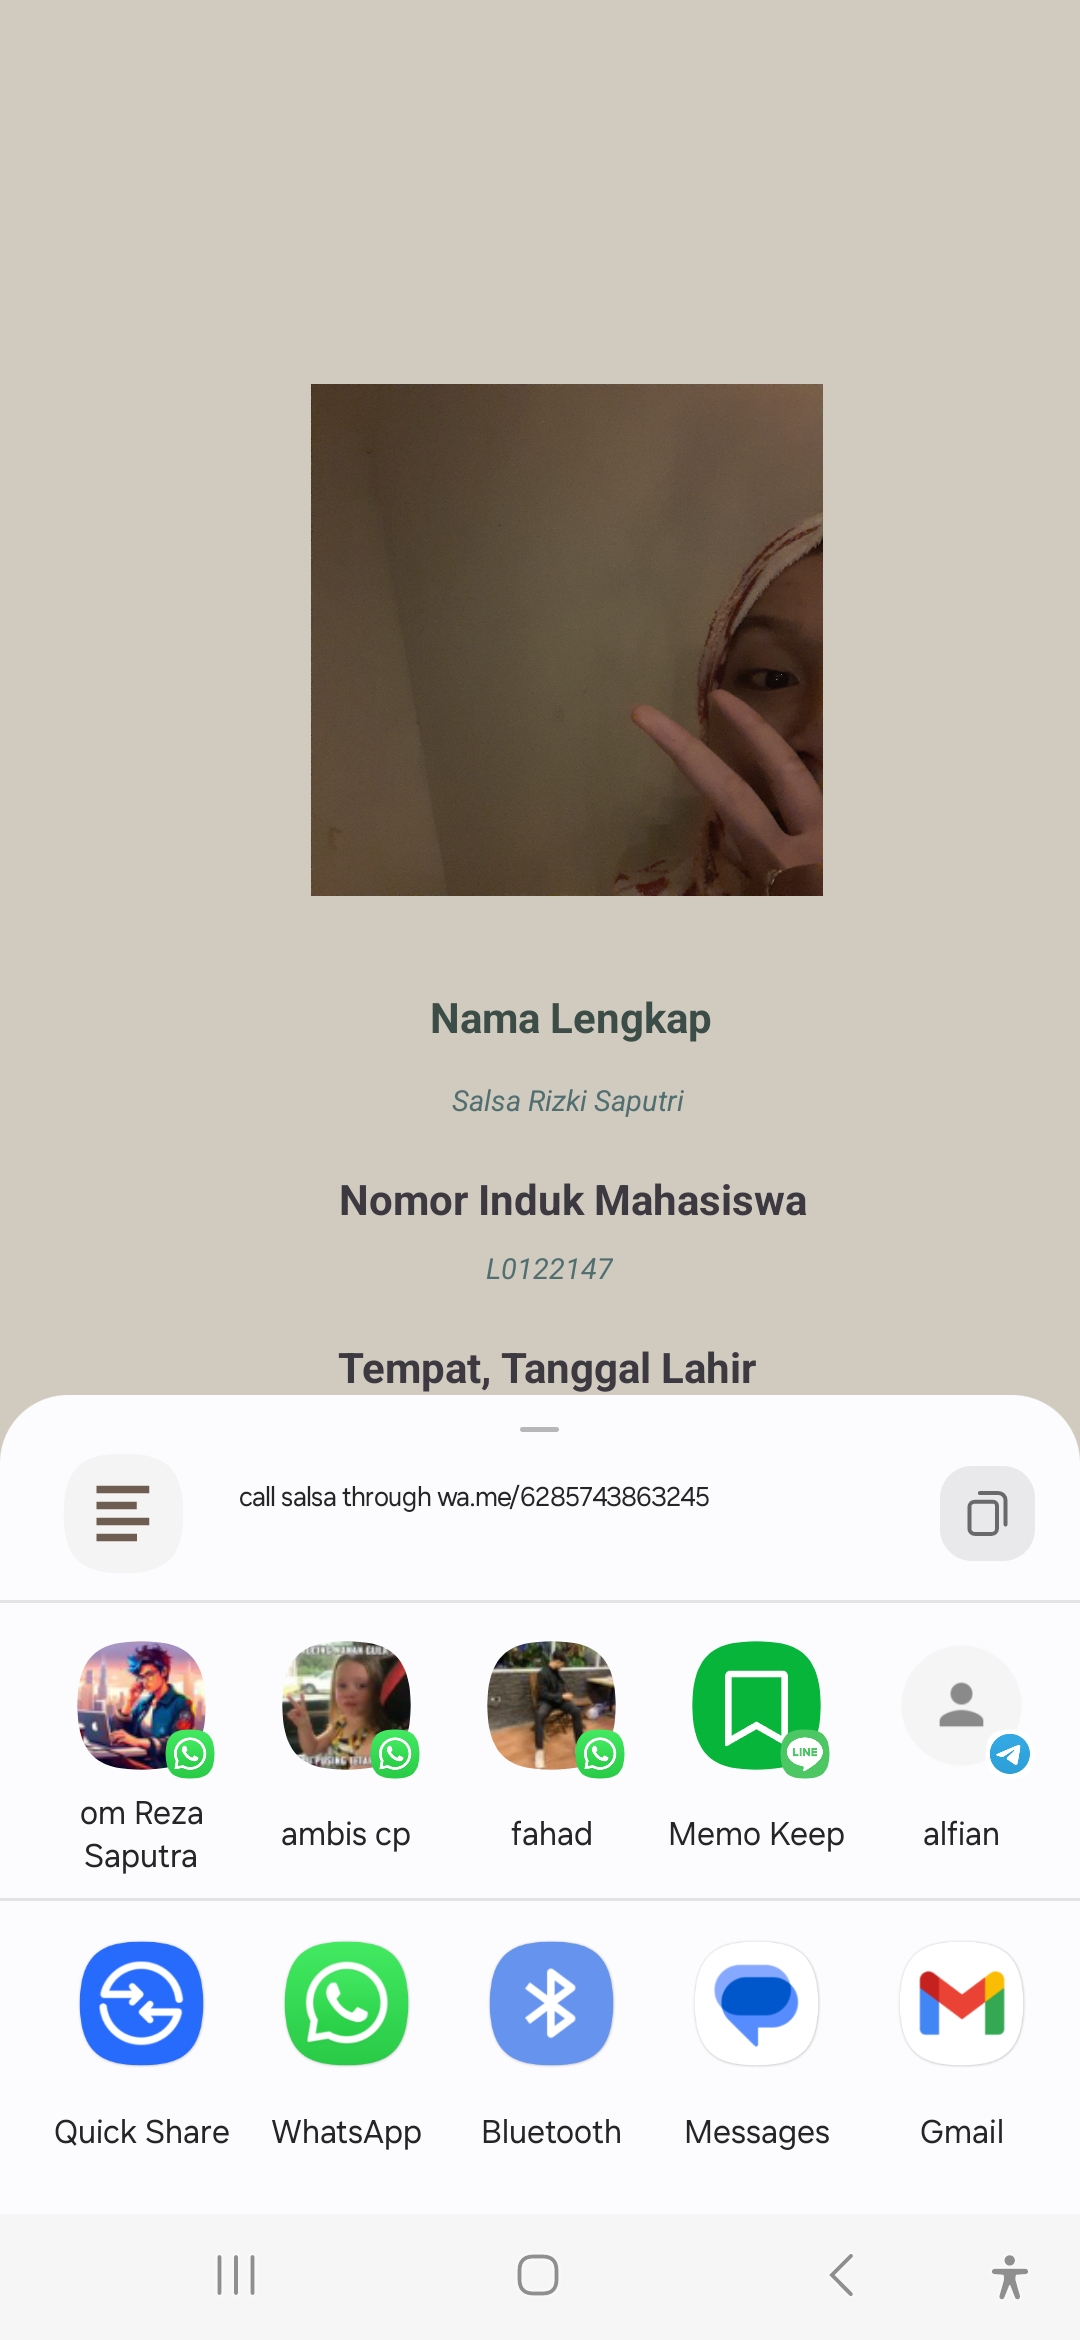 Nama Lengkap
Salsa Rizki Saputri
Nomor Induk Mahasiswa
L0122147
Tempat, Tanggal Lahir
call salsa through wa.me/6285743863245
LINE
om Reza
Saputra
ambis cp
fahad
Memo Keep
alfian
Quick Share
WhatsApp
Bluetooth
Messages
Gmail